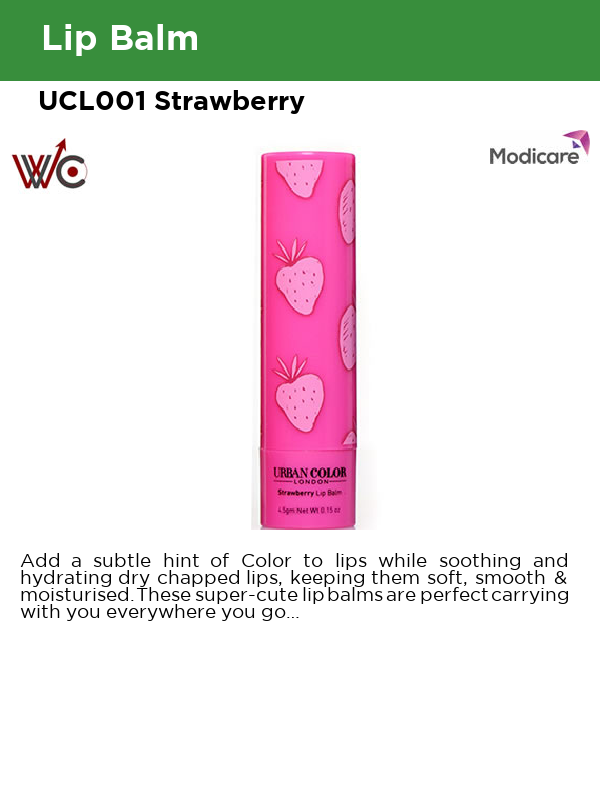 Lip Balm
UCL001 Strawberry
WC
Modicare
URBAN COLOR
LONDON
Strawberry Lip Balm
4.5gm Net Wt. 0.15 oz
Add a subtle hint of Color to lips while soothing and
hydrating dry chapped lips, keeping them soft, smooth &
moisturised. These super-cute lip balms are perfect carrying
with you everywhere you go...